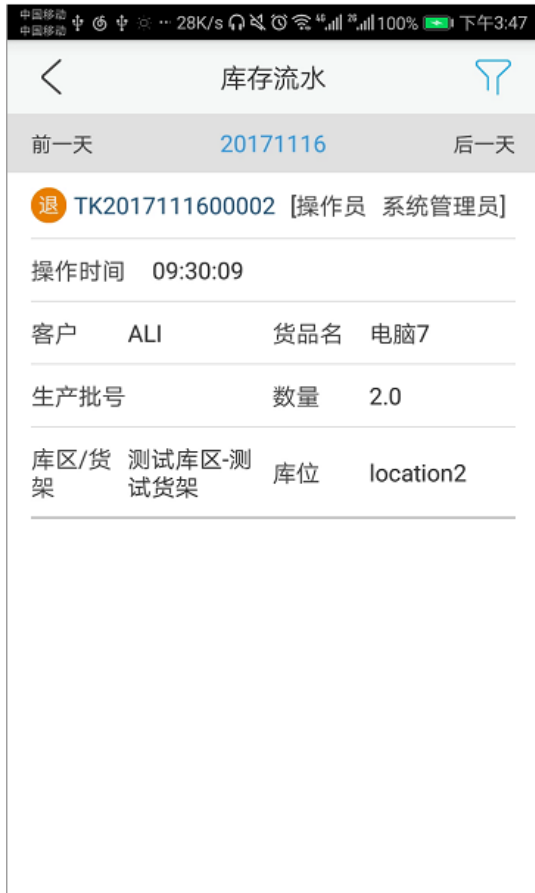 中国移动
中国移动
28K/s 4G 2G 100% 下午3:47
库存流水
前一天 20171116 后一天
退 TK2017111600002 [操作员 系统管理员]
操作时间 09:30:09
客户 ALI 货品名 电脑7
生产批号 数量 2.0
库区/货架 测试库区-测试货架 库位 location2